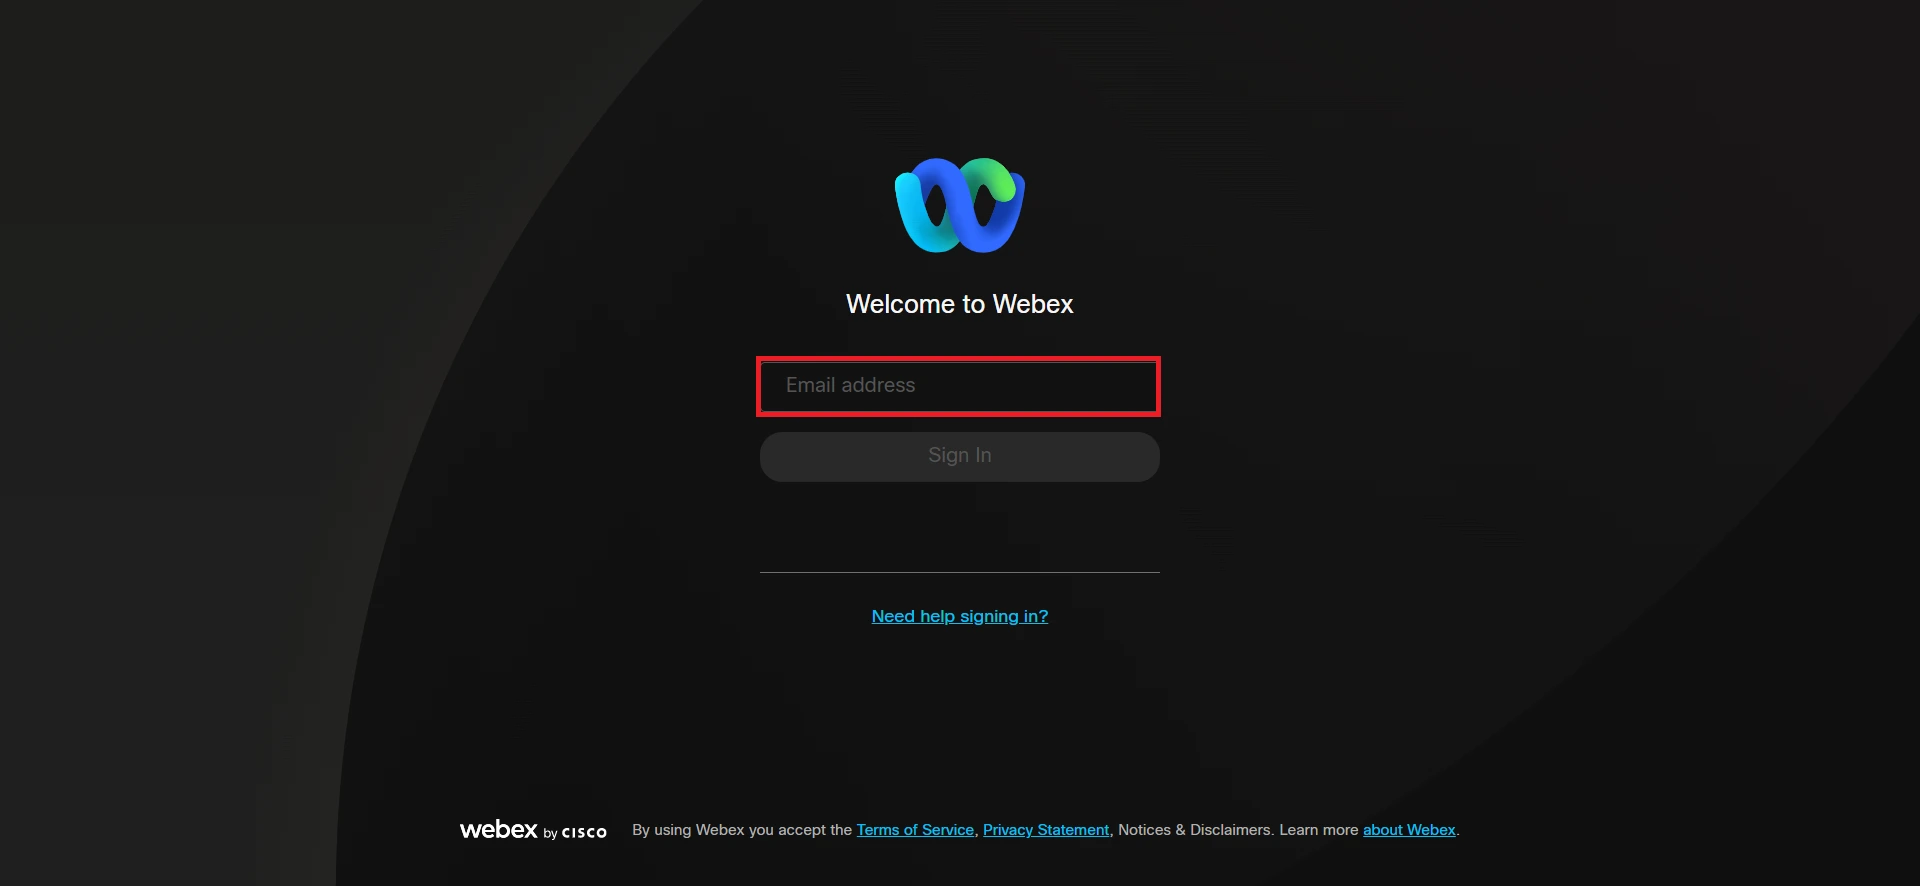 Welcome to Webex
Email address
Sign In
Need help signing in?
webex by CISCO By using Webex you accept the Terms of Service, Privacy Statement, Notices & Disclaimers. Learn more about Webex.